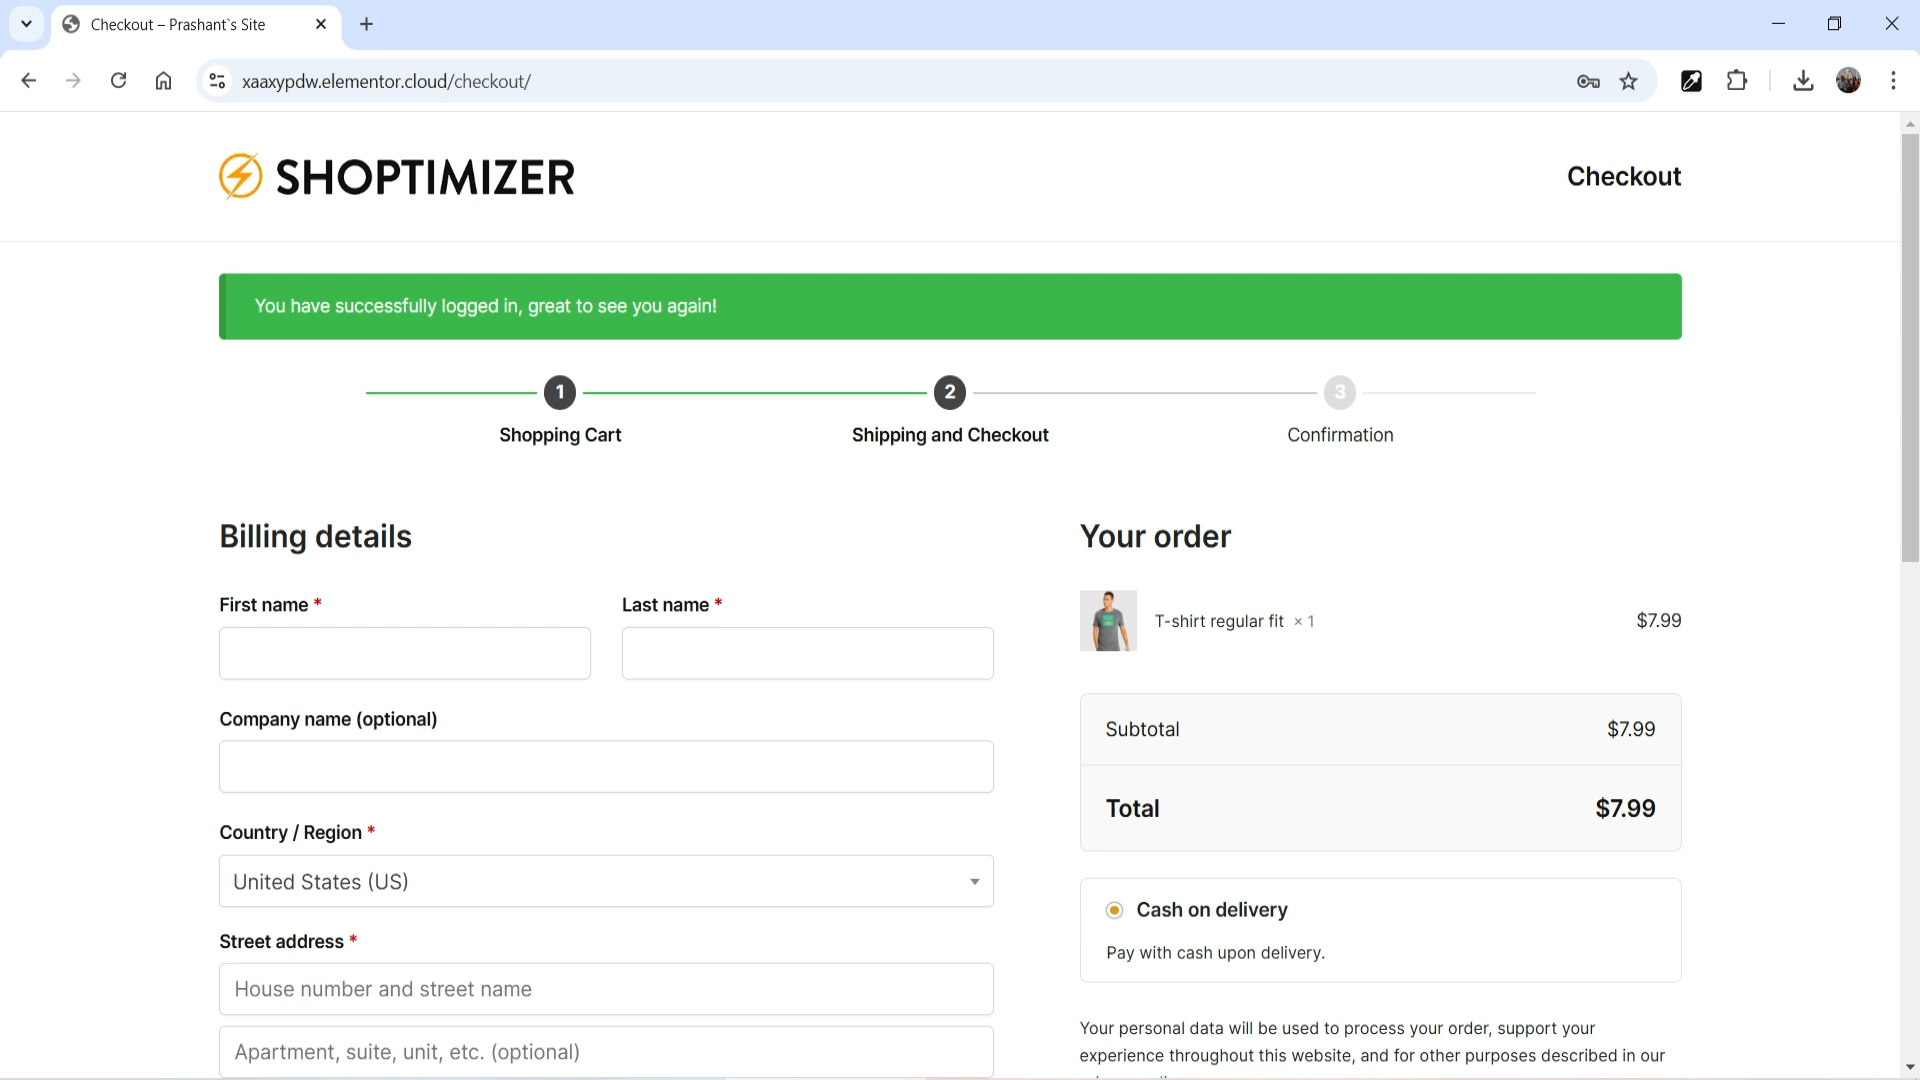 Checkout – Prashant`s Site
xaaxypdw.elementor.cloud/checkout/
SHOPTIMIZER
Checkout
You have successfully logged in, great to see you again!
1
2
3
Shopping Cart
Shipping and Checkout
Confirmation
Billing details
First name *
Last name *
Company name (optional)
Country / Region *
United States (US)
Street address *
House number and street name
Apartment, suite, unit, etc. (optional)
Your order
T-shirt regular fit × 1
$7.99
Subtotal
$7.99
Total
$7.99
Cash on delivery
Pay with cash upon delivery.
Your personal data will be used to process your order, support your
experience throughout this website, and for other purposes described in our